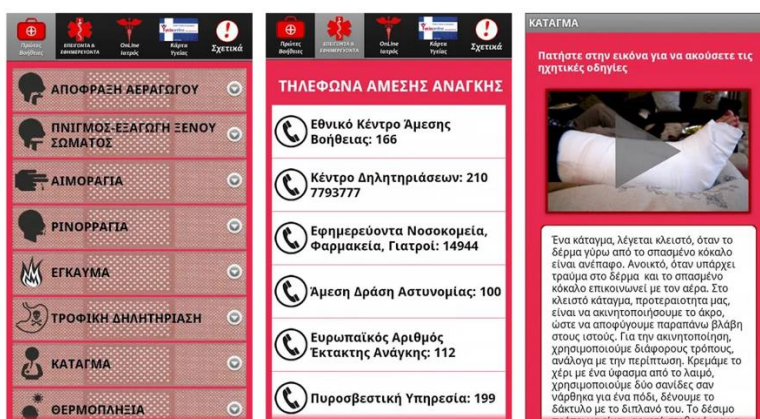 Πρώτες
Βοήθειες
ΕΠΕΙΓΟΝΤΑ &
ΕΦΗΜΕΡΕΥΟΝΤΑ
OnLine
Ιατρός
Κάρτα
Υγείας
Σχετικά
ΑΠΟΦΡΑΞΗ ΑΕΡΑΓΩΓΟΥ
ΠΝΙΓΜΟΣ-ΕΞΑΓΩΓΗ ΞΕΝΟΥ
ΣΩΜΑΤΟΣ
ΑΙΜΟΡΑΓΙΑ
ΡΙΝΟΡΡΑΓΙΑ
ΕΓΚΑΥΜΑ
ΤΡΟΦΙΚΗ ΔΗΛΗΤΗΡΙΑΣΗ
ΚΑΤΑΓΜΑ
ΘΕΡΜΟΠΛΗΞΙΑ
Πρώτες
Βοήθειες
ΕΠΕΙΓΟΝΤΑ &
ΕΦΗΜΕΡΕΥΟΝΤΑ
OnLine
Ιατρός
Κάρτα
Υγείας
Σχετικά
ΤΗΛΕΦΩΝΑ ΑΜΕΣΗΣ ΑΝΑΓΚΗΣ
Εθνικό Κέντρο Άμεσης
Βοήθειας: 166
Κέντρο Δηλητηριάσεων: 210
7793777
Εφημερεύοντα Νοσοκομεία,
Φαρμακεία, Γιατροί: 14944
Άμεση Δράση Αστυνομίας: 100
Ευρωπαϊκός Αριθμός
Έκτακτης Ανάγκης: 112
Πυροσβεστική Υπηρεσία: 199
ΚΑΤΑΓΜΑ
Πατήστε στην εικόνα για να ακούσετε τις
ηχητικές οδηγίες
Ένα κάταγμα, λέγεται κλειστό, όταν το
δέρμα γύρω από το σπασμένο κόκαλο
είναι ανέπαφο. Ανοικτό, όταν υπάρχει
τραύμα στο δέρμα και το σπασμένο
κόκαλο επικοινωνεί με τον αέρα. Στο
κλειστό κάταγμα, προτεραιοτητα μας,
είναι να ακινητοποιήσουμε το άκρο,
ώστε να αποφύγουμε παραπάνω βλάβη
στους ιστούς. Για την ακινητοποίηση,
χρησιμοποιούμε διάφορους τρόπους,
ανάλογα με την περίπτωση. Κρεμάμε το
χέρι με ένα ύφασμα από το λαιμό,
χρησιμοποιούμε δύο σανίδες σαν
νάρθηκα για ένα πόδι, δένουμε το
δάκτυλο με το διπλανό του. Το δέσιμο